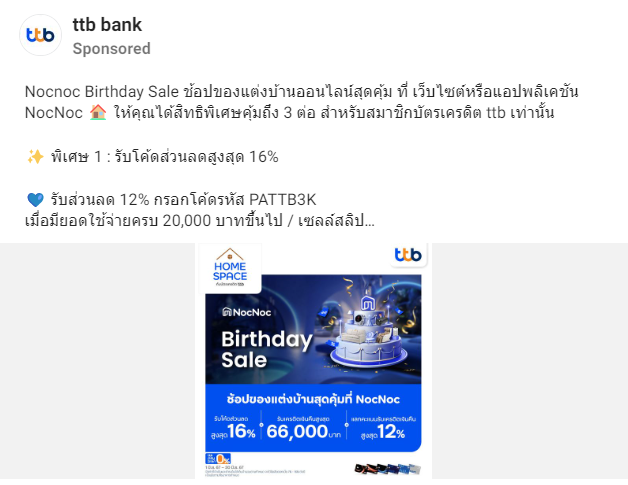 ttb
ttb bank
Sponsored
Nocnoc Birthday Sale ช้อปของแต่งบ้านออนไลน์สุดคุ้ม ที่ เว็บไซต์หรือแอปพลิเคชัน
NocNoc 🏠 ให้คุณได้สิทธิพิเศษคุ้มถึง 3 ต่อ สำหรับสมาชิกบัตรเครดิต ttb เท่านั้น
✨ พิเศษ 1 : รับโค้ดส่วนลดสูงสุด 16%
💙 รับส่วนลด 12% กรอกโค้ดรหัส PATTB3K
เมื่อมียอดใช้จ่ายครบ 20,000 บาทขึ้นไป / เซลล์สลิป…
HOME
SPACE
ttb
NocNoc
Birthday
Sale
ช้อปของแต่งบ้านสุดคุ้มที่ NocNoc
รับโค้ดส่วนลด
สูงสุด 16%
รับเครดิตเงินคืนสูงสุด
66,000 บาท
แลกคะแนนรับเครดิตเงินคืน
สูงสุด 12%
0%